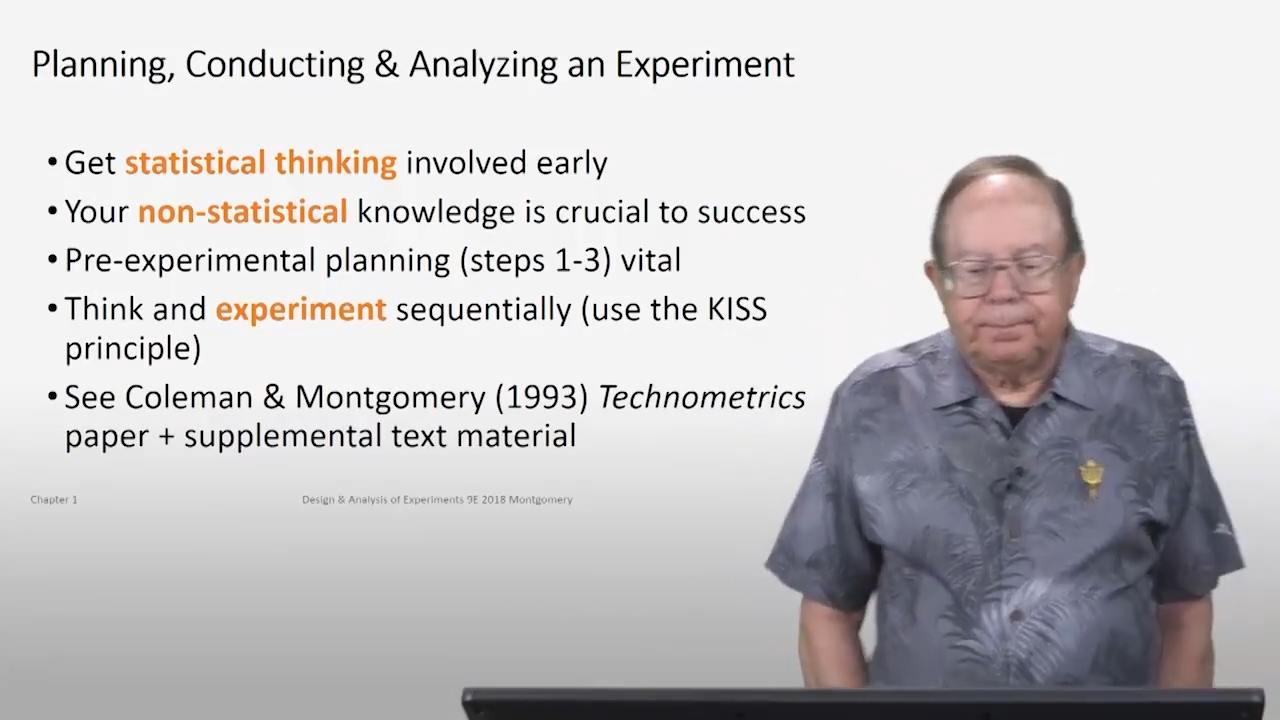 Planning, Conducting & Analyzing an Experiment
• Get statistical thinking involved early
• Your non-statistical knowledge is crucial to success
• Pre-experimental planning (steps 1-3) vital
• Think and experiment sequentially (use the KISS
principle)
• See Coleman & Montgomery (1993) Technometrics
paper + supplemental text material
Chapter 1
Design & Analysis of Experiments 9E 2018 Montgomery